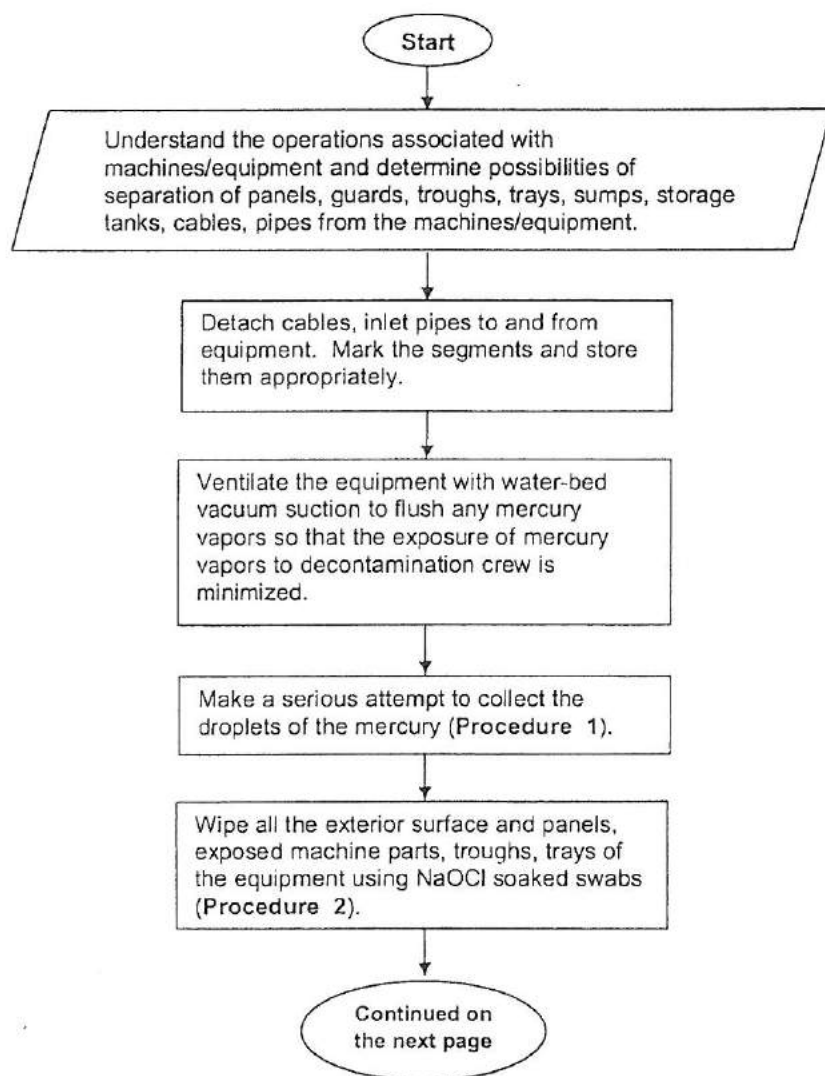 Start
Understand the operations associated with
machines/equipment and determine possibilities of
separation of panels, guards, troughs, trays, sumps, storage
tanks, cables, pipes from the machines/equipment.
Detach cables, inlet pipes to and from
equipment. Mark the segments and store
them appropriately.
Ventilate the equipment with water-bed
vacuum suction to flush any mercury
vapors so that the exposure of mercury
vapors to decontamination crew is
minimized.
Make a serious attempt to collect the
droplets of the mercury (Procedure 1).
Wipe all the exterior surface and panels,
exposed machine parts, troughs, trays of
the equipment using NaOCl soaked swabs
(Procedure 2).
Continued on
the next page